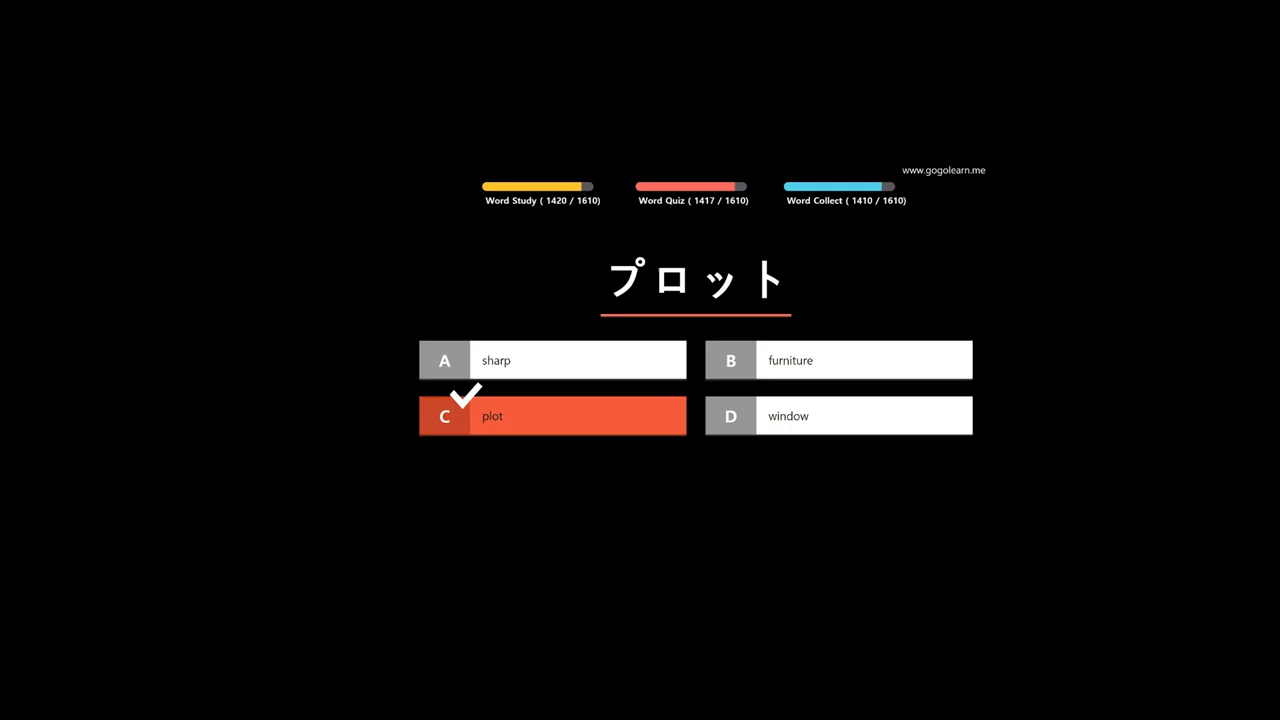 www.gogolearn.me
Word Study ( 1420 / 1610)
Word Quiz ( 1417 / 1610)
Word Collect ( 1410 / 1610)
プロット
A sharp
B furniture
C plot
D window